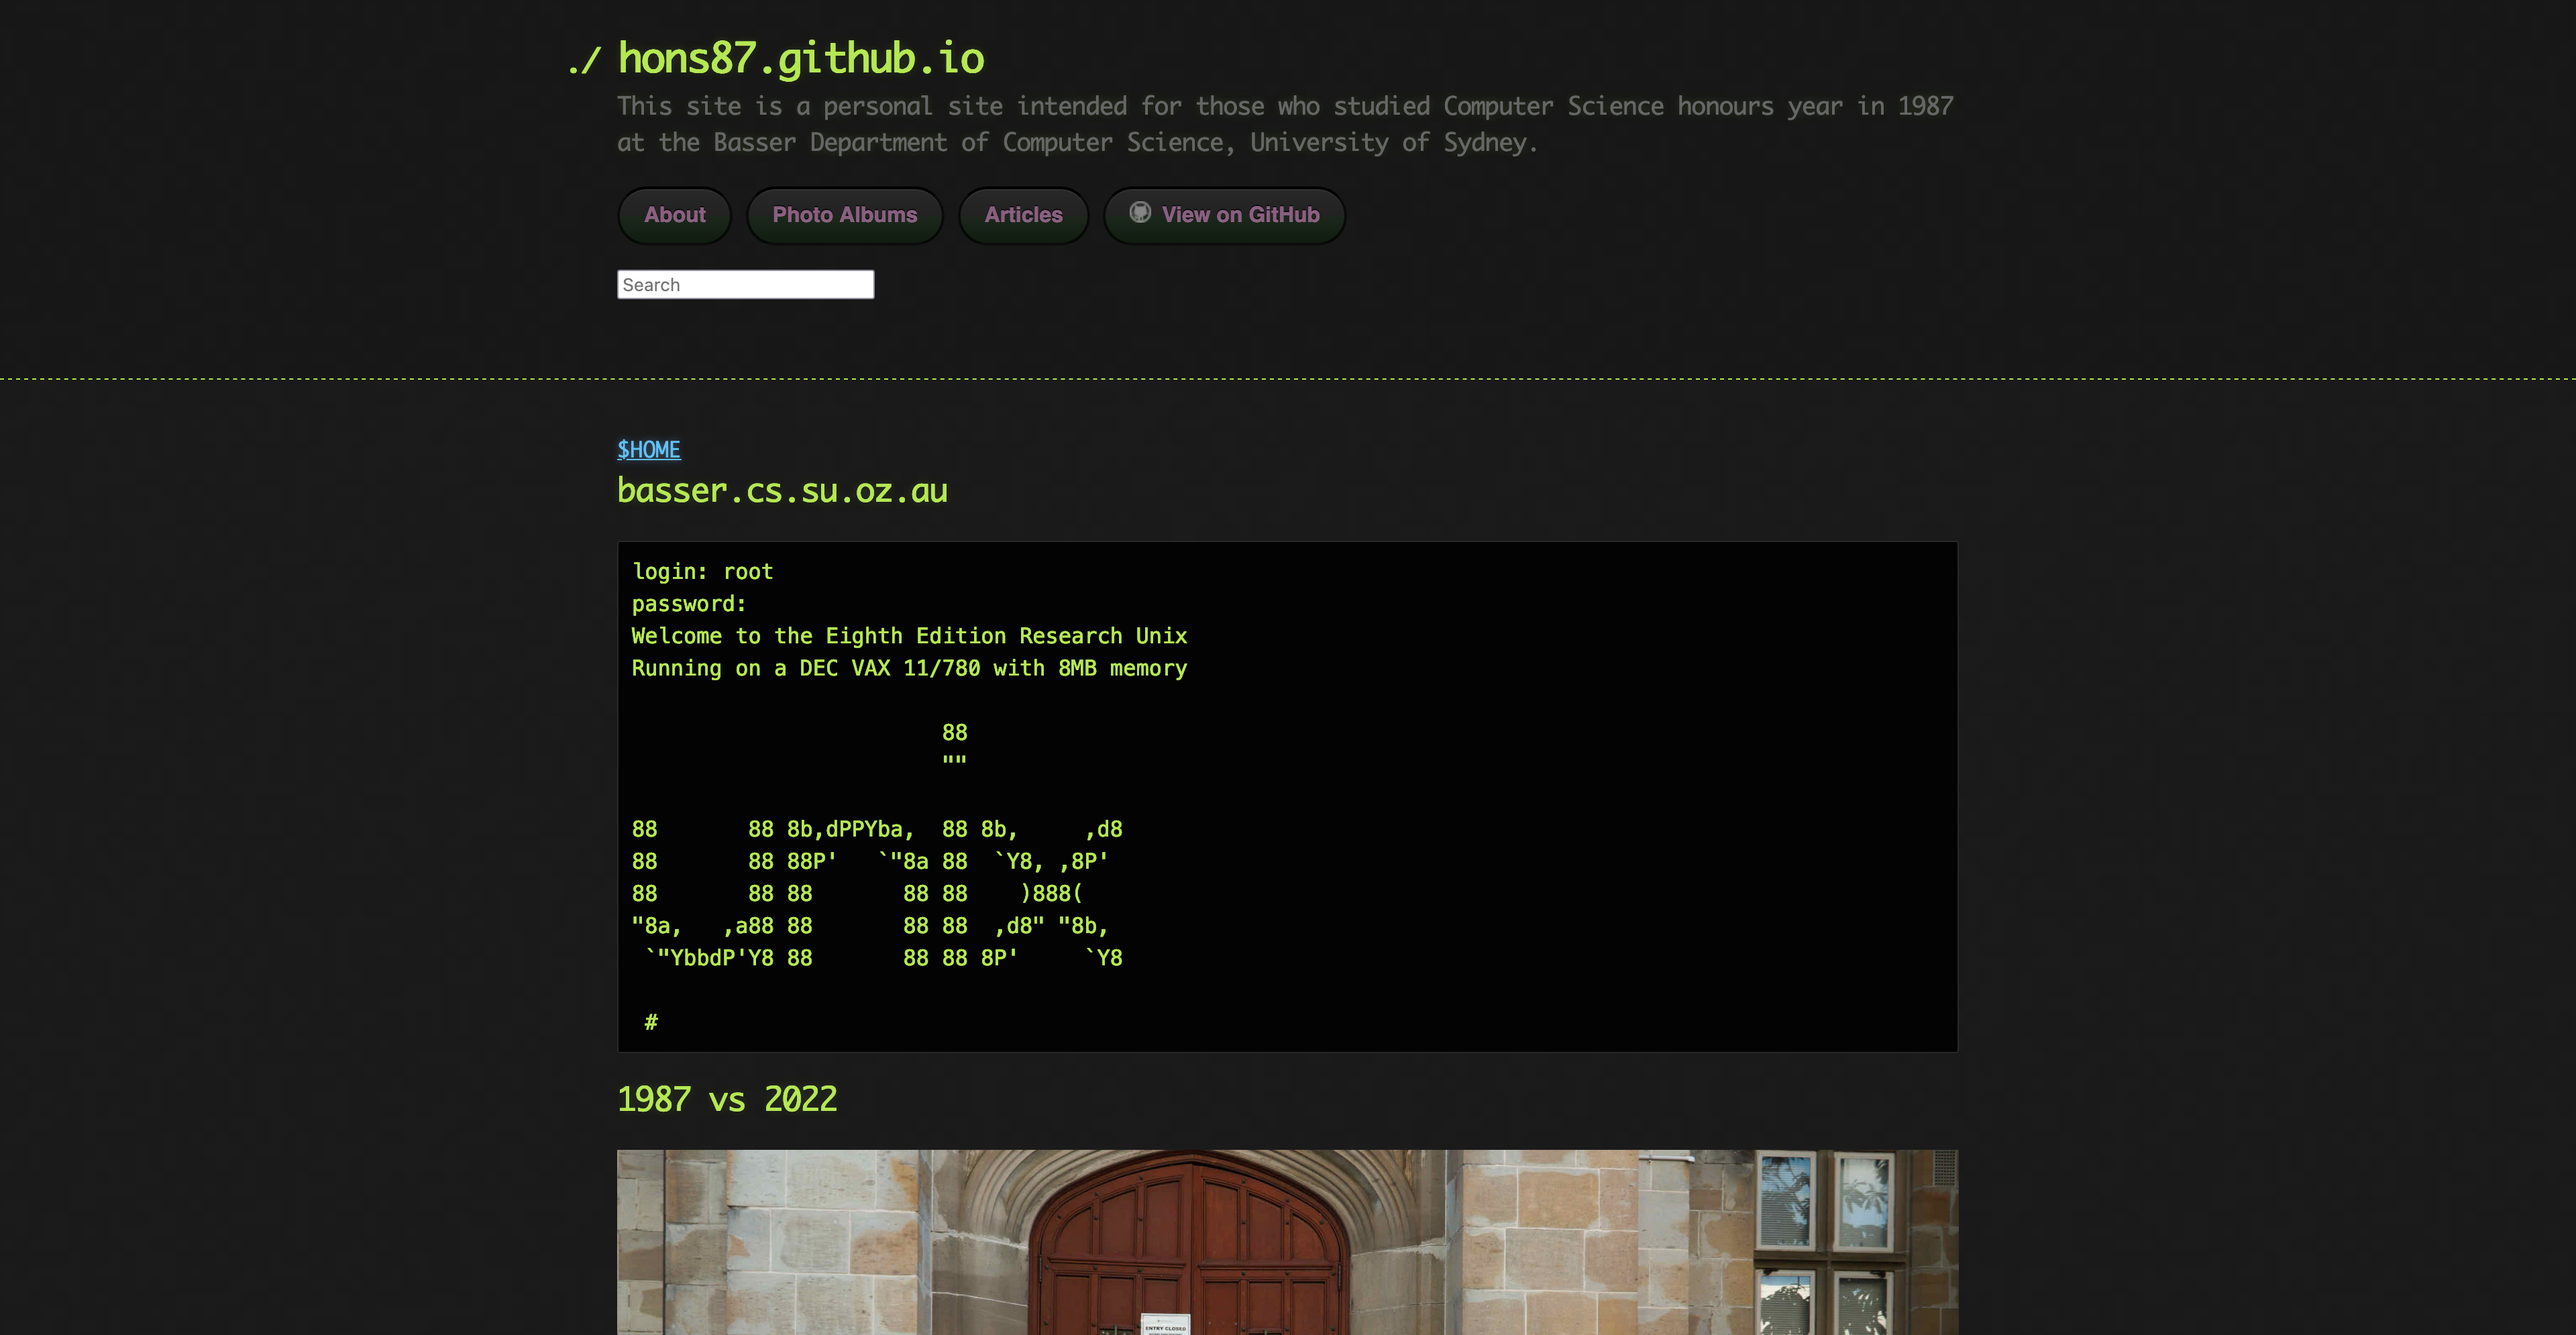 ./ hons87.github.io
This site is a personal site intended for those who studied Computer Science honours year in 1987
at the Basser Department of Computer Science, University of Sydney.
About Photo Albums Articles View on GitHub
Search
$HOME
basser.cs.su.oz.au
login: root
password:
Welcome to the Eighth Edition Research Unix
Running on a DEC VAX 11/780 with 8MB memory
                        88
                        ""
88       88 8b,dPPYba,  88 8b,     ,d8
88       88 88P'   `"8a 88  `Y8, ,8P'
88       88 88       88 88    )888(
"8a,   ,a88 88       88 88  ,d8" "8b,
 `"YbbdP'Y8 88       88 88 8P'     `Y8
 #
1987 vs 2022
ENTRY CLOSED